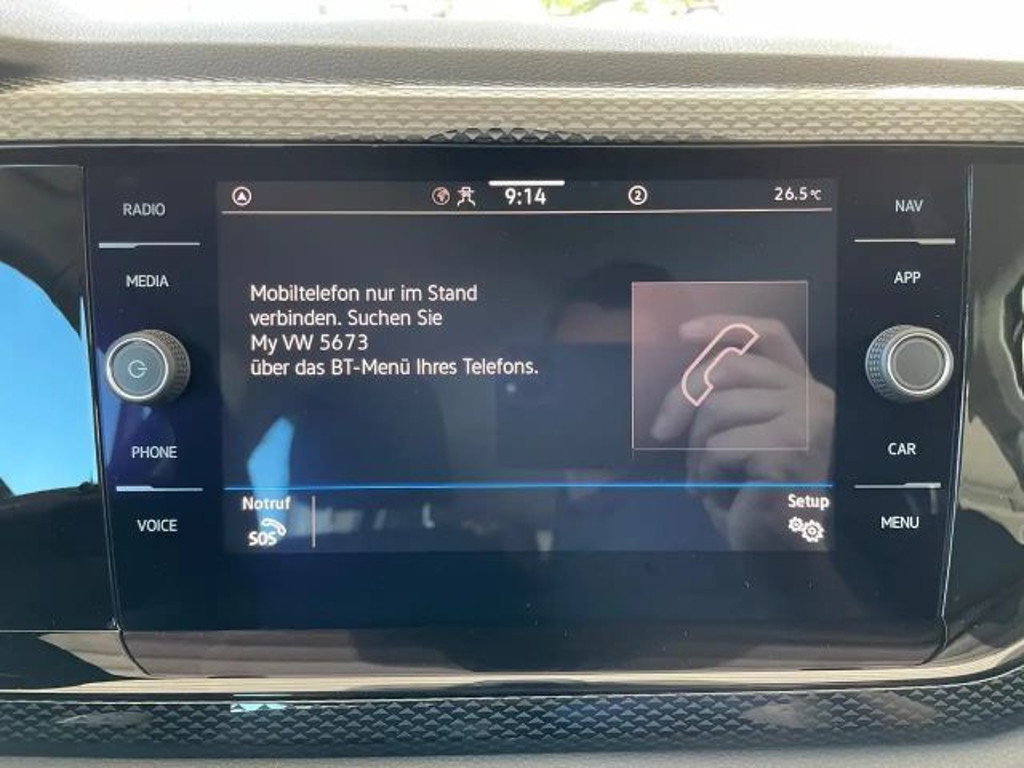 RADIO
MEDIA
PHONE
VOICE
9:14
2
26.5°C
Mobiltelefon nur im Stand
verbinden. Suchen Sie
My VW 5673
über das BT-Menü Ihres Telefons.
Notruf
SOS
Setup
NAV
APP
CAR
MENU